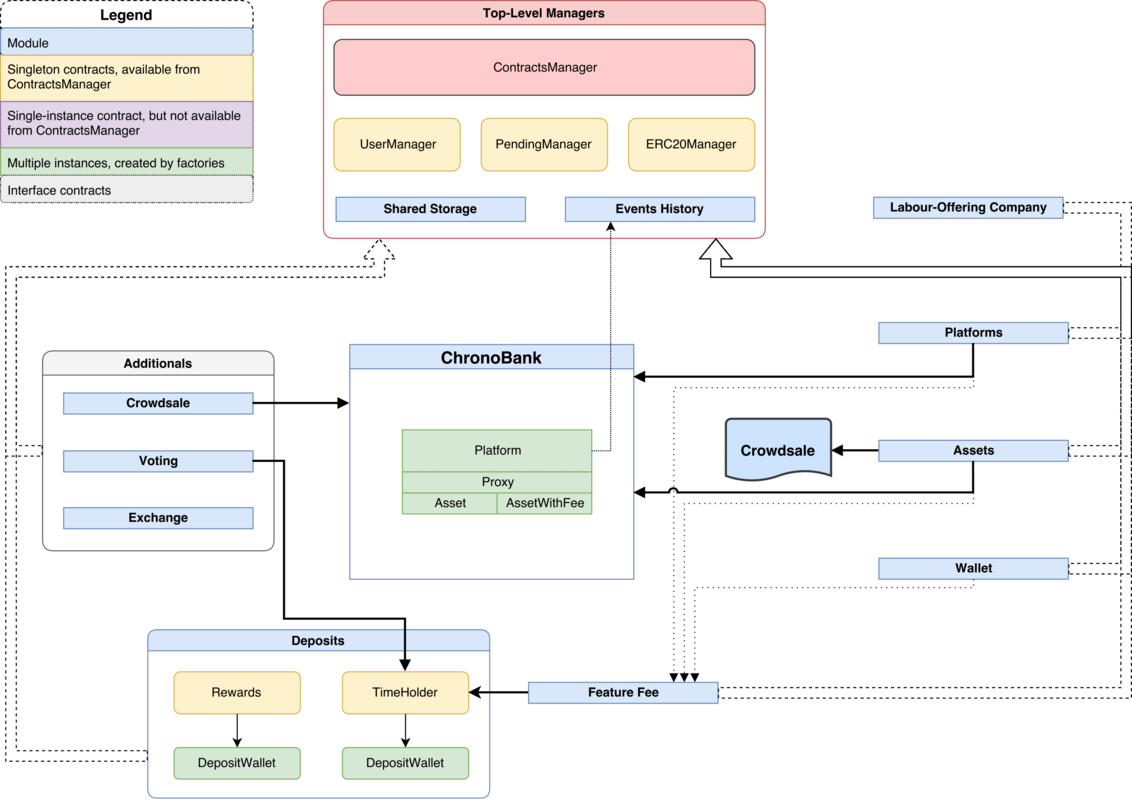 Legend
Module
Singleton contracts, available from
ContractsManager
Single-instance contract, but not available
from ContractsManager
Multiple instances, created by factories
Interface contracts
Top-Level Managers
ContractsManager
UserManager
PendingManager
ERC20Manager
Shared Storage
Events History
Labour-Offering Company
Platforms
Additionals
Crowdsale
Voting
Exchange
ChronoBank
Platform
Proxy
Asset
AssetWithFee
Crowdsale
Assets
Wallet
Deposits
Rewards
TimeHolder
DepositWallet
DepositWallet
Feature Fee